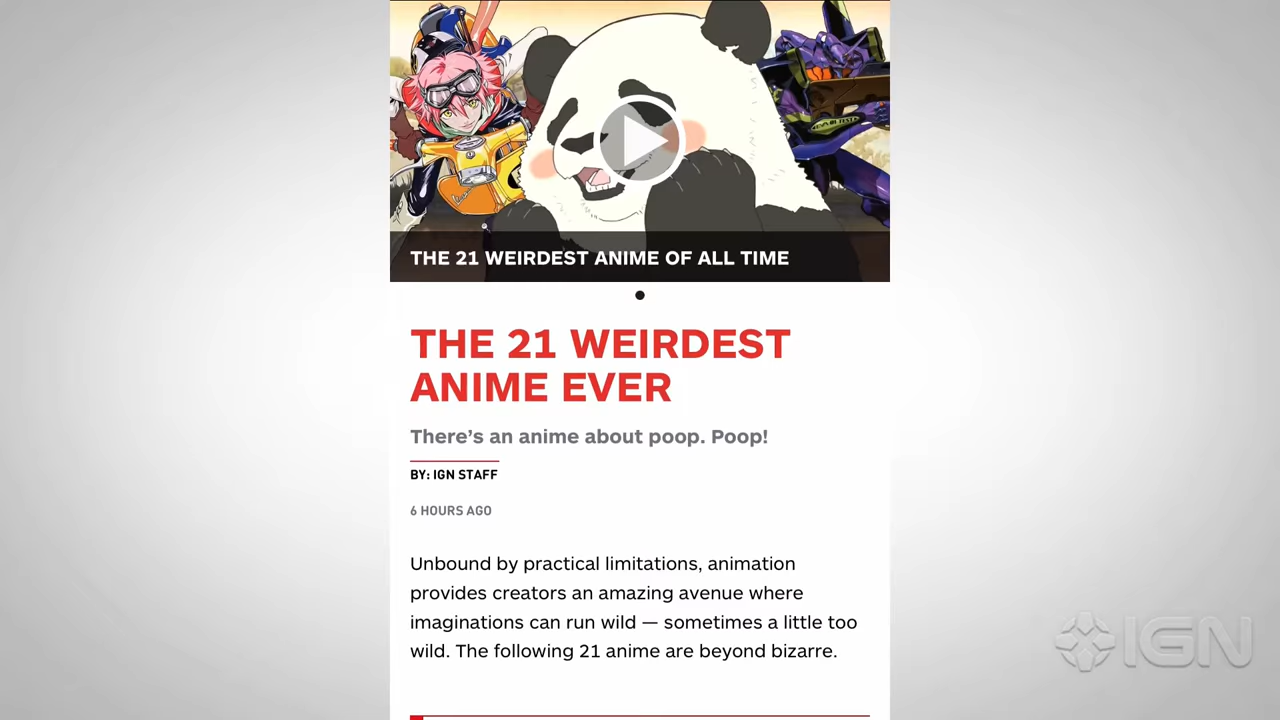 THE 21 WEIRDEST ANIME OF ALL TIME
THE 21 WEIRDEST
ANIME EVER
There’s an anime about poop. Poop!
BY: IGN STAFF
6 HOURS AGO
Unbound by practical limitations, animation
provides creators an amazing avenue where
imaginations can run wild — sometimes a little too
wild. The following 21 anime are beyond bizarre.
IGN